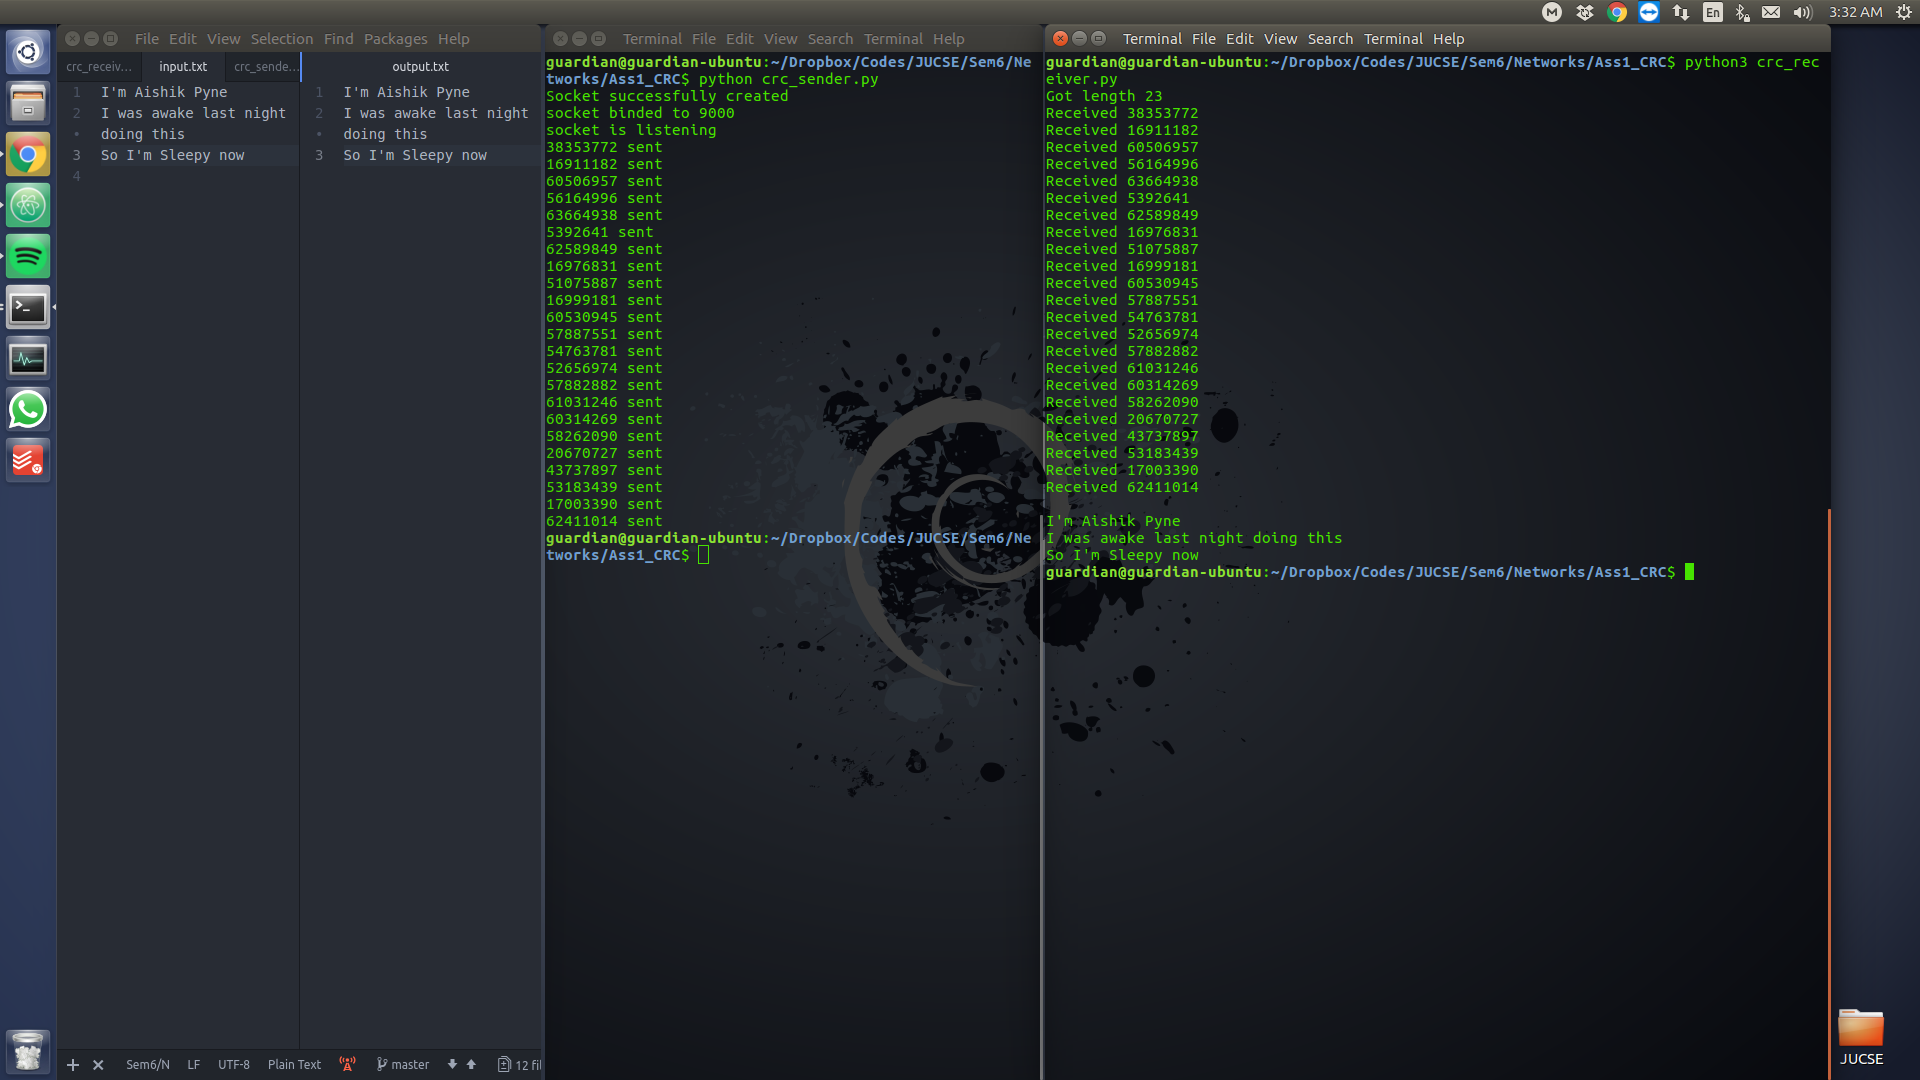 En
3:32 AM
File Edit View Selection Find Packages Help
crc_receiv... input.txt crc_sende...
1 I'm Aishik Pyne
2 I was awake last night
• doing this
3 So I'm Sleepy now
4
output.txt
1 I'm Aishik Pyne
2 I was awake last night
• doing this
3 So I'm Sleepy now
Sem6/N LF UTF-8 Plain Text master 12 fil
Terminal File Edit View Search Terminal Help
guardian@guardian-ubuntu:~/Dropbox/Codes/JUCSE/Sem6/Ne
tworks/Ass1_CRC$ python crc_sender.py
Socket successfully created
socket binded to 9000
socket is listening
38353772 sent
16911182 sent
60506957 sent
56164996 sent
63664938 sent
5392641 sent
62589849 sent
16976831 sent
51075887 sent
16999181 sent
60530945 sent
57887551 sent
54763781 sent
52656974 sent
57882882 sent
61031246 sent
60314269 sent
58262090 sent
20670727 sent
43737897 sent
53183439 sent
17003390 sent
62411014 sent
guardian@guardian-ubuntu:~/Dropbox/Codes/JUCSE/Sem6/Ne
tworks/Ass1_CRC$
Terminal File Edit View Search Terminal Help
guardian@guardian-ubuntu:~/Dropbox/Codes/JUCSE/Sem6/Networks/Ass1_CRC$ python3 crc_rec
eiver.py
Got length 23
Received 38353772
Received 16911182
Received 60506957
Received 56164996
Received 63664938
Received 5392641
Received 62589849
Received 16976831
Received 51075887
Received 16999181
Received 60530945
Received 57887551
Received 54763781
Received 52656974
Received 57882882
Received 61031246
Received 60314269
Received 58262090
Received 20670727
Received 43737897
Received 53183439
Received 17003390
Received 62411014
I'm Aishik Pyne
I was awake last night doing this
So I'm Sleepy now
guardian@guardian-ubuntu:~/Dropbox/Codes/JUCSE/Sem6/Networks/Ass1_CRC$
JUCSE